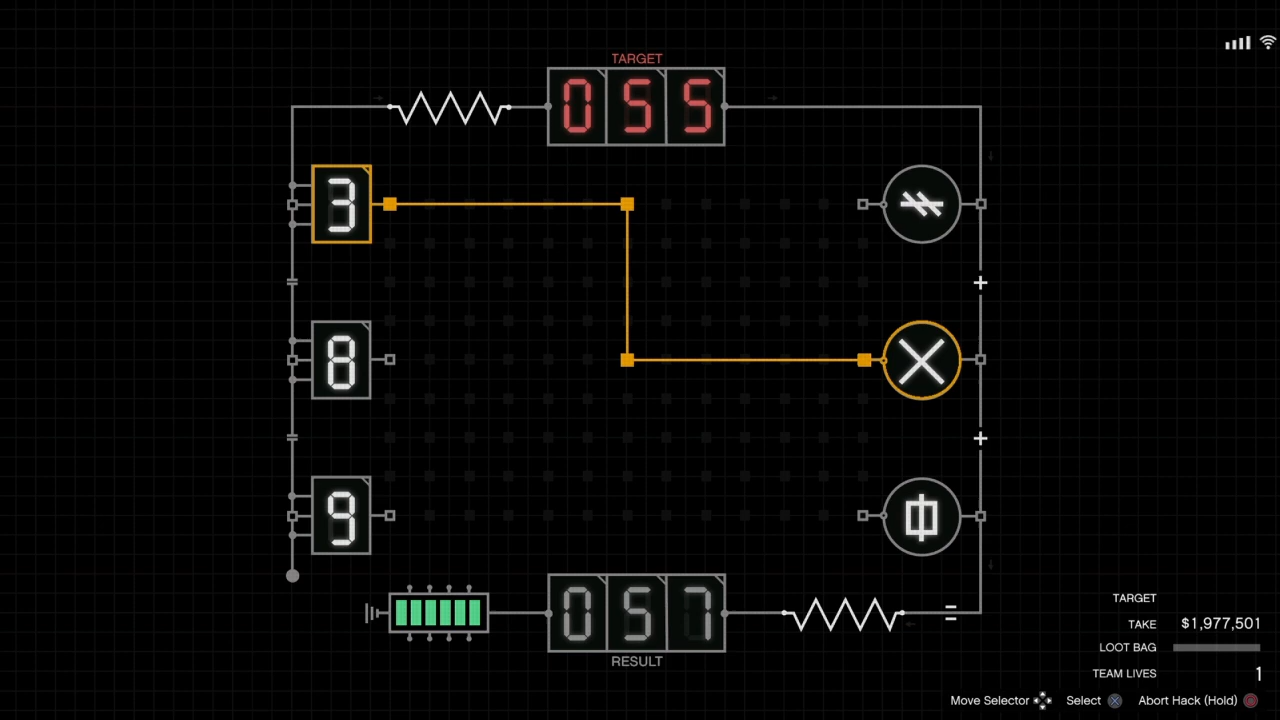 TARGET
055
3
8
9
057
RESULT
TARGET
TAKE $1,977,501
LOOT BAG
TEAM LIVES 1
Move Selector Select Abort Hack (Hold)